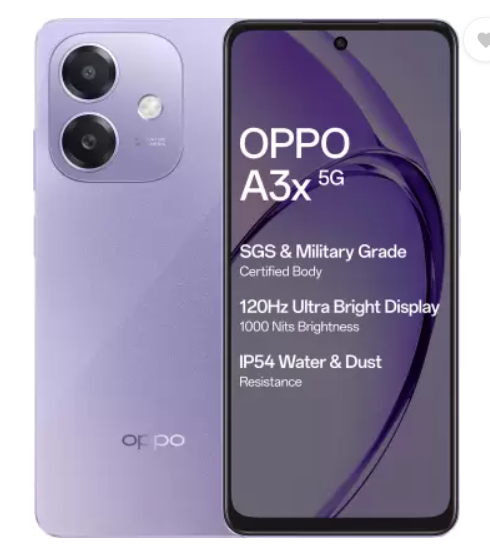 OPPO
A3x 5G
SGS & Military Grade
Certified Body
120Hz Ultra Bright Display
1000 Nits Brightness
IP54 Water & Dust
Resistance
oppo